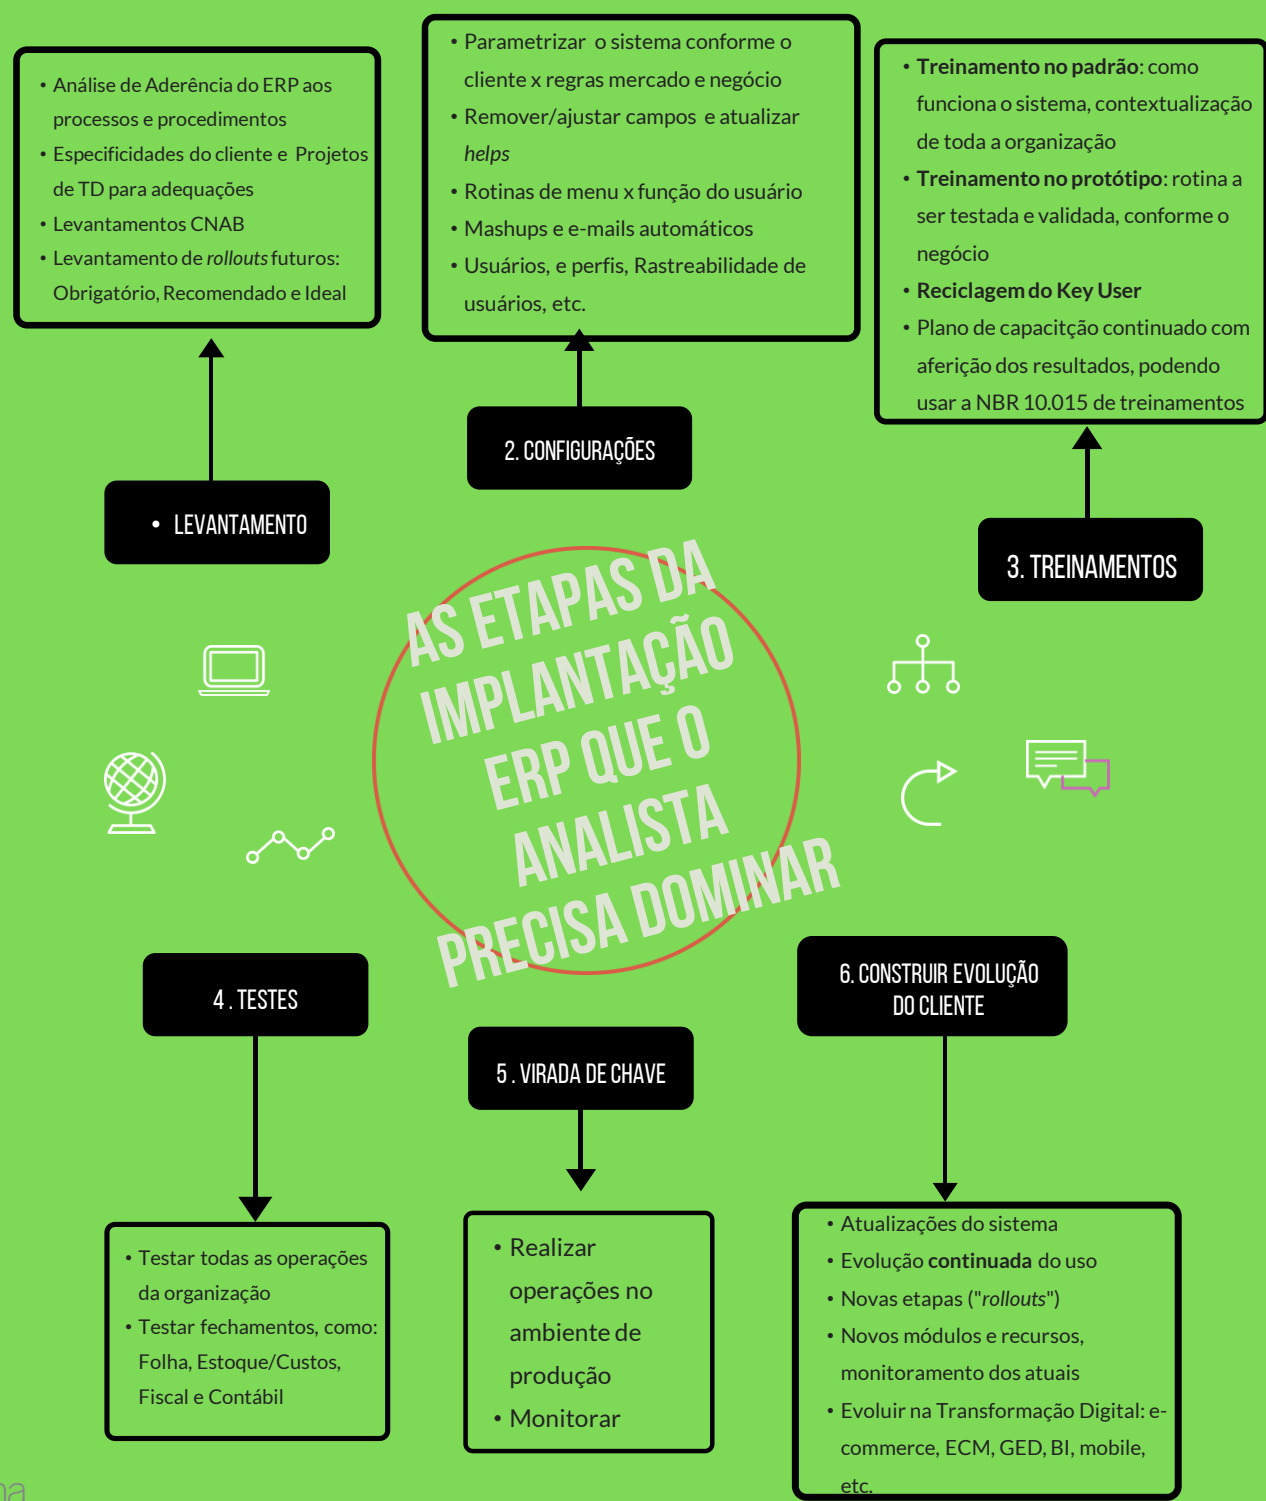 • Análise de Aderência do ERP aos
processos e procedimentos
• Especificidades do cliente e Projetos
de TD para adequações
• Levantamentos CNAB
• Levantamento de rollouts futuros:
Obrigatório, Recomendado e Ideal
• Parametrizar o sistema conforme o
cliente x regras mercado e negócio
• Remover/ajustar campos e atualizar
helps
• Rotinas de menu x função do usuário
• Mashups e e-mails automáticos
• Usuários, e perfis, Rastreabilidade de
usuários, etc.
• Treinamento no padrão: como
funciona o sistema, contextualização
de toda a organização
• Treinamento no protótipo: rotina a
ser testada e validada, conforme o
negócio
• Reciclagem do Key User
• Plano de capacitção continuado com
aferição dos resultados, podendo
usar a NBR 10.015 de treinamentos
• LEVANTAMENTO
2. CONFIGURAÇÕES
3. TREINAMENTOS
AS ETAPAS DA
IMPLANTAÇÃO
ERP QUE O
ANALISTA
PRECISA DOMINAR
4 . TESTES
5 . VIRADA DE CHAVE
6. CONSTRUIR EVOLUÇÃO
DO CLIENTE
• Testar todas as operações
da organização
• Testar fechamentos, como:
Folha, Estoque/Custos,
Fiscal e Contábil
• Realizar
operações no
ambiente de
produção
• Monitorar
• Atualizações do sistema
• Evolução continuada do uso
• Novas etapas ("rollouts")
• Novos módulos e recursos,
monitoramento dos atuais
• Evoluir na Transformação Digital: e-
commerce, ECM, GED, BI, mobile,
etc.